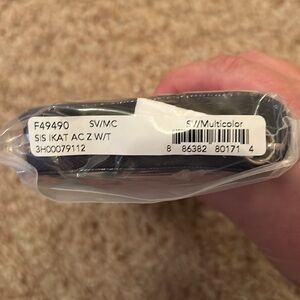 F49490 SV/MC
SIS IKAT AC Z W/T
3H00079112
SV/Multicolor
8 86382 80171 4